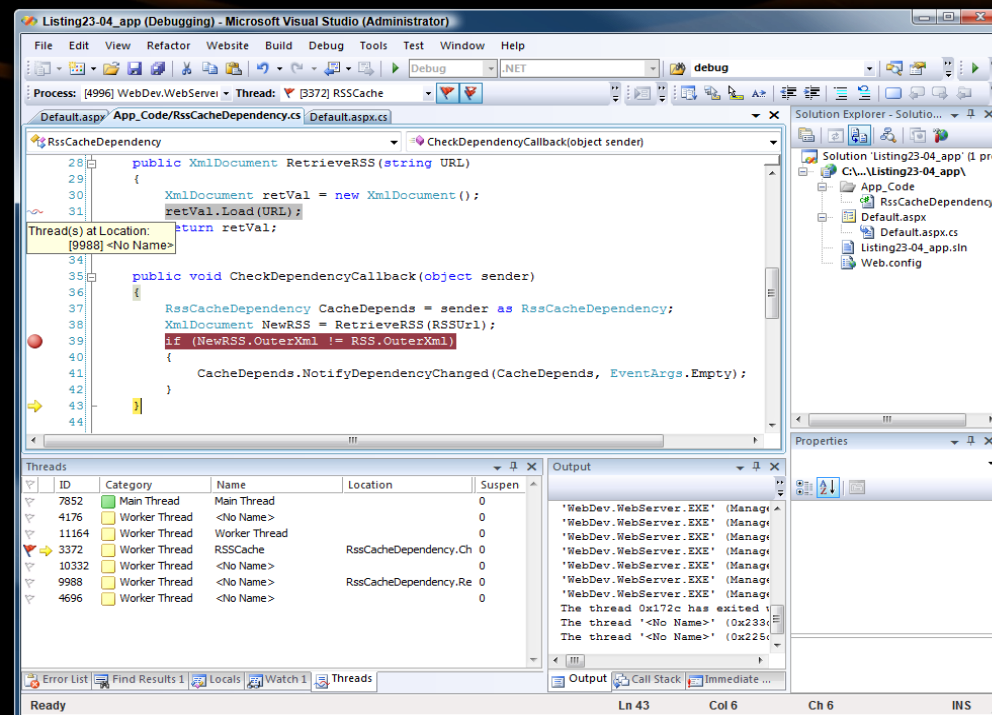 Listing23-04_app (Debugging) - Microsoft Visual Studio (Administrator)
File Edit View Refactor Website Build Debug Tools Test Window Help
Debug .NET debug
Process: [4996] WebDev.WebServer Thread: [3372] RSSCache
Default.aspx App_Code/RssCacheDependency.cs Default.aspx.cs
RssCacheDependency CheckDependencyCallback(object sender)
28 public XmlDocument RetrieveRSS(string URL)
29 {
30 XmlDocument retVal = new XmlDocument();
31 retVal.Load(URL);
Thread(s) at Location:
[9988] <No Name>
eturn retVal;
34
35 public void CheckDependencyCallback(object sender)
36 {
37 RssCacheDependency CacheDepends = sender as RssCacheDependency;
38 XmlDocument NewRSS = RetrieveRSS(RSSUrl);
39 if (NewRSS.OuterXml != RSS.OuterXml)
40 {
41 CacheDepends.NotifyDependencyChanged(CacheDepends, EventArgs.Empty);
42 }
43 }
44
Solution Explorer - Solutio...
Solution 'Listing23-04_app' (1 pr
C:\...\Listing23-04_app\
App_Code
RssCacheDependency
Default.aspx
Default.aspx.cs
Listing23-04_app.sln
Web.config
Properties
Threads
ID Category Name Location Suspen
7852 Main Thread Main Thread 0
4176 Worker Thread <No Name> 0
11164 Worker Thread Worker Thread 0
3372 Worker Thread RSSCache RssCacheDependency.Ch 0
10332 Worker Thread <No Name> 0
9988 Worker Thread <No Name> RssCacheDependency.Re 0
4696 Worker Thread <No Name> 0
Output
'WebDev.WebServer.EXE' (Manage
'WebDev.WebServer.EXE' (Manage
'WebDev.WebServer.EXE' (Manage
'WebDev.WebServer.EXE' (Manage
'WebDev.WebServer.EXE' (Manage
'WebDev.WebServer.EXE' (Manage
'WebDev.WebServer.EXE' (Manage
The thread 0x172c has exited
The thread '<No Name>' (0x233c
The thread '<No Name>' (0x225c
Error List Find Results 1 Locals Watch 1 Threads
Output Call Stack Immediate ...
Ready Ln 43 Col 6 Ch 6 INS